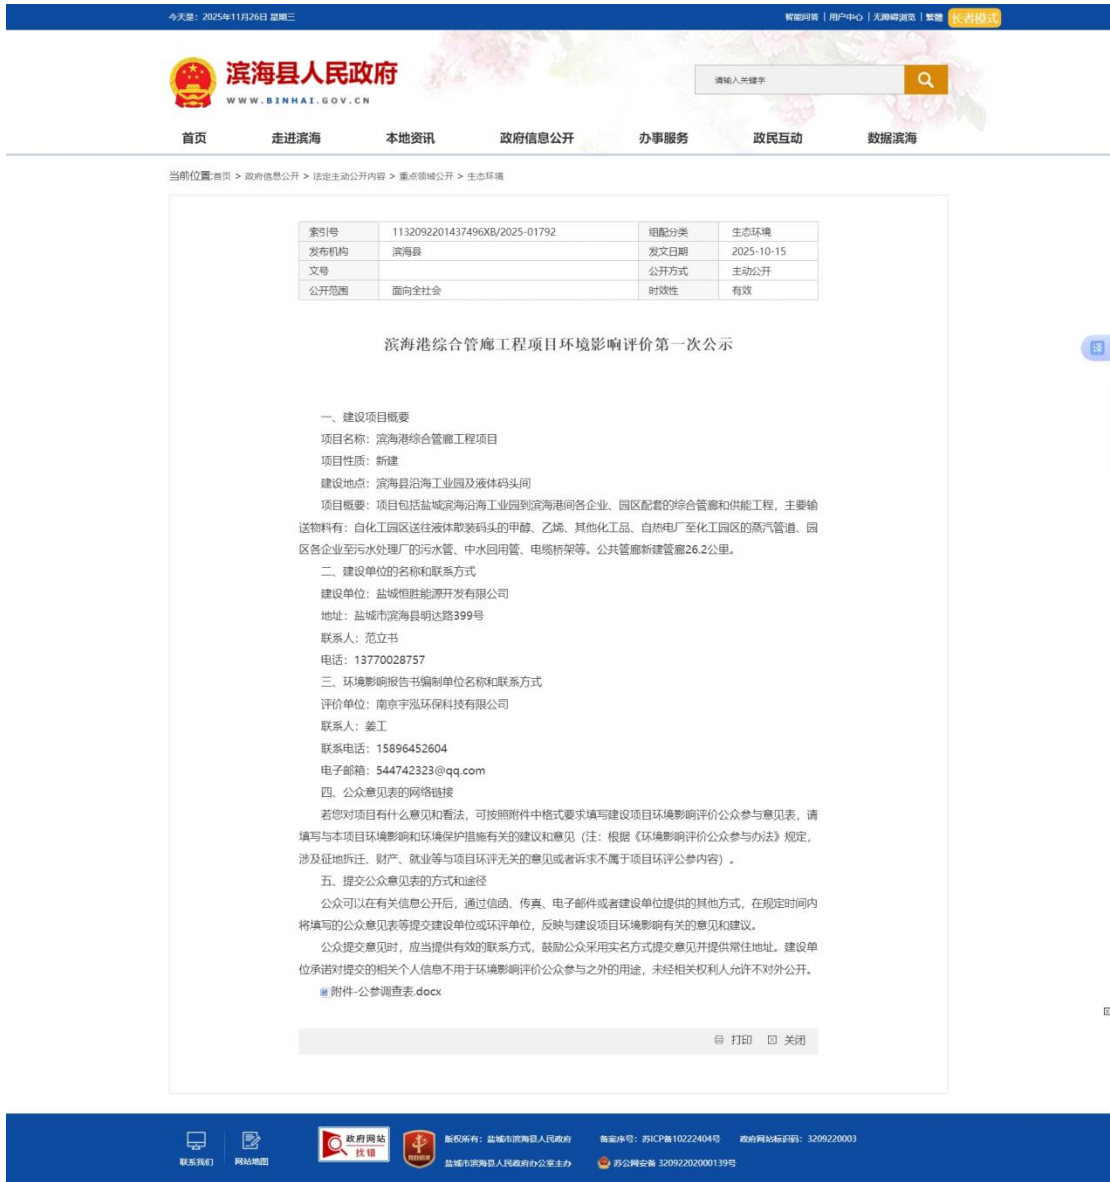 今天是：2025年11月26日 星期三
智能问答 | 用户中心 | 无障碍浏览 | 繁體 长者模式
滨海县人民政府
WWW.BINHAI.GOV.CN
请输入关键字
首页 走进滨海 本地资讯 政府信息公开 办事服务 政民互动 数据滨海
当前位置:首页 > 政府信息公开 > 法定主动公开内容 > 重点领域公开 > 生态环境
索引号 1132092201437496XB/2025-01792 组配分类 生态环境
发布机构 滨海县 发文日期 2025-10-15
文号 公开方式 主动公开
公开范围 面向全社会 时效性 有效
滨海港综合管廊工程项目环境影响评价第一次公示
译
一、建设项目概要
项目名称：滨海港综合管廊工程项目
项目性质：新建
建设地点：滨海县沿海工业园及液体码头间
项目概要：项目包括盐城滨海沿海工业园到滨海港间各企业、园区配套的综合管廊和供能工程，主要输
送物料有：自化工园区送往液体散装码头的甲醇、乙烯、其他化工品、自热电厂至化工园区的蒸汽管道、园
区各企业至污水处理厂的污水管、中水回用管、电缆桥架等。公共管廊新建管廊26.2公里。
二、建设单位的名称和联系方式
建设单位：盐城恒胜能源开发有限公司
地址：盐城市滨海县明达路399号
联系人：范立书
电话：13770028757
三、环境影响报告书编制单位名称和联系方式
评价单位：南京宇泓环保科技有限公司
联系人：姜工
联系电话：15896452604
电子邮箱：544742323@qq.com
四、公众意见表的网络链接
若您对项目有什么意见和看法，可按照附件中格式要求填写建设项目环境影响评价公众参与意见表，请
填写与本项目环境影响和环境保护措施有关的建议和意见（注：根据《环境影响评价公众参与办法》规定，
涉及征地拆迁、财产、就业等与项目环评无关的意见或者诉求不属于项目环评公参内容）。
五、提交公众意见表的方式和途径
公众可以在有关信息公开后，通过信函、传真、电子邮件或者建设单位提供的其他方式，在规定时间内
将填写的公众意见表等提交建设单位或环评单位，反映与建设项目环境影响有关的意见和建议。
公众提交意见时，应当提供有效的联系方式，鼓励公众采用实名方式提交意见并提供常住地址。建设单
位承诺对提交的相关个人信息不用于环境影响评价公众参与之外的用途，未经相关权利人允许不对外公开。
附件-公参调查表.docx
打印 关闭
联系我们 网站地图
政府网站
找错
版权所有：盐城市滨海县人民政府 备案序号：苏ICP备10222404号 政府网站标识码：3209220003
盐城市滨海县人民政府办公室主办 苏公网安备 32092202000139号